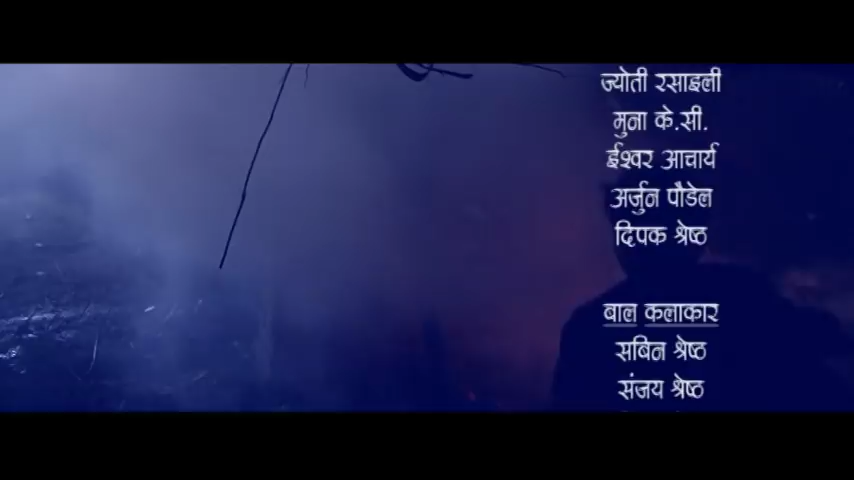 ज्योती रसाइली
मुना के.सी.
ईश्वर आचार्य
अर्जुन पौडेल
दिपक श्रेष्ठ
बाल कलाकार
सबिन श्रेष्ठ
संजय श्रेष्ठ